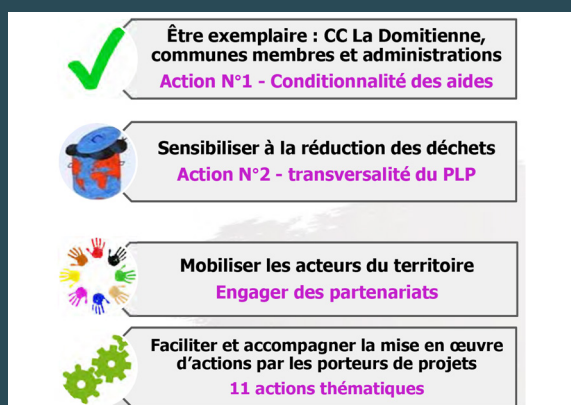 Être exemplaire : CC La Domitienne,
communes membres et administrations
Action N°1 - Conditionnalité des aides
Sensibiliser à la réduction des déchets
Action N°2 - transversalité du PLP
Mobiliser les acteurs du territoire
Engager des partenariats
Faciliter et accompagner la mise en œuvre
d'actions par les porteurs de projets
11 actions thématiques